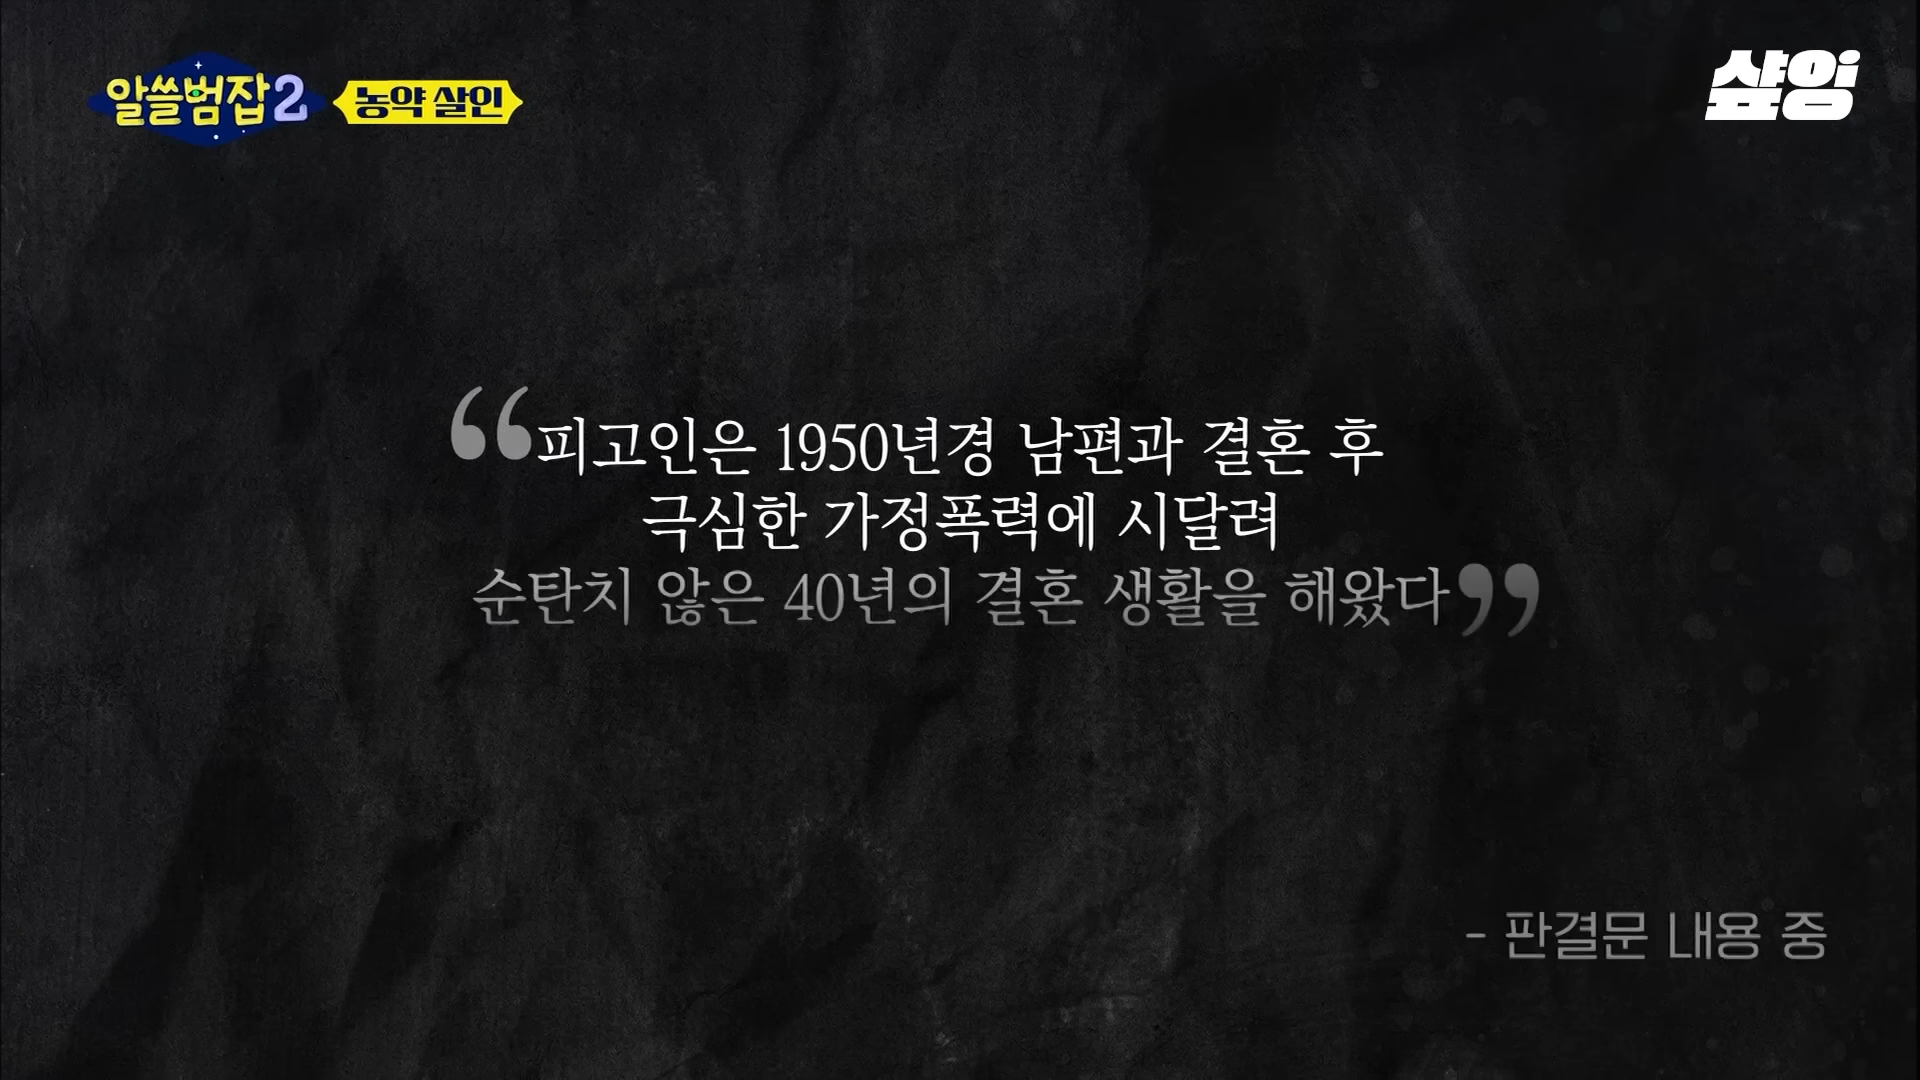 알쓸범잡2 농약 살인
샾잉
“피고인은 1950년경 남편과 결혼 후
극심한 가정폭력에 시달려
순탄치 않은 40년의 결혼 생활을 해왔다”
- 판결문 내용 중